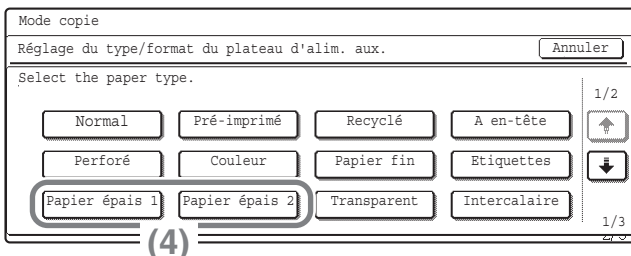 Mode copie
Réglage du type/format du plateau d'alim. aux. Annuler
Select the paper type.
1/2
Normal Pré-imprimé Recyclé A en-tête
Perforé Couleur Papier fin Etiquettes
Papier épais 1 Papier épais 2 Transparent Intercalaire
1/3
(4)